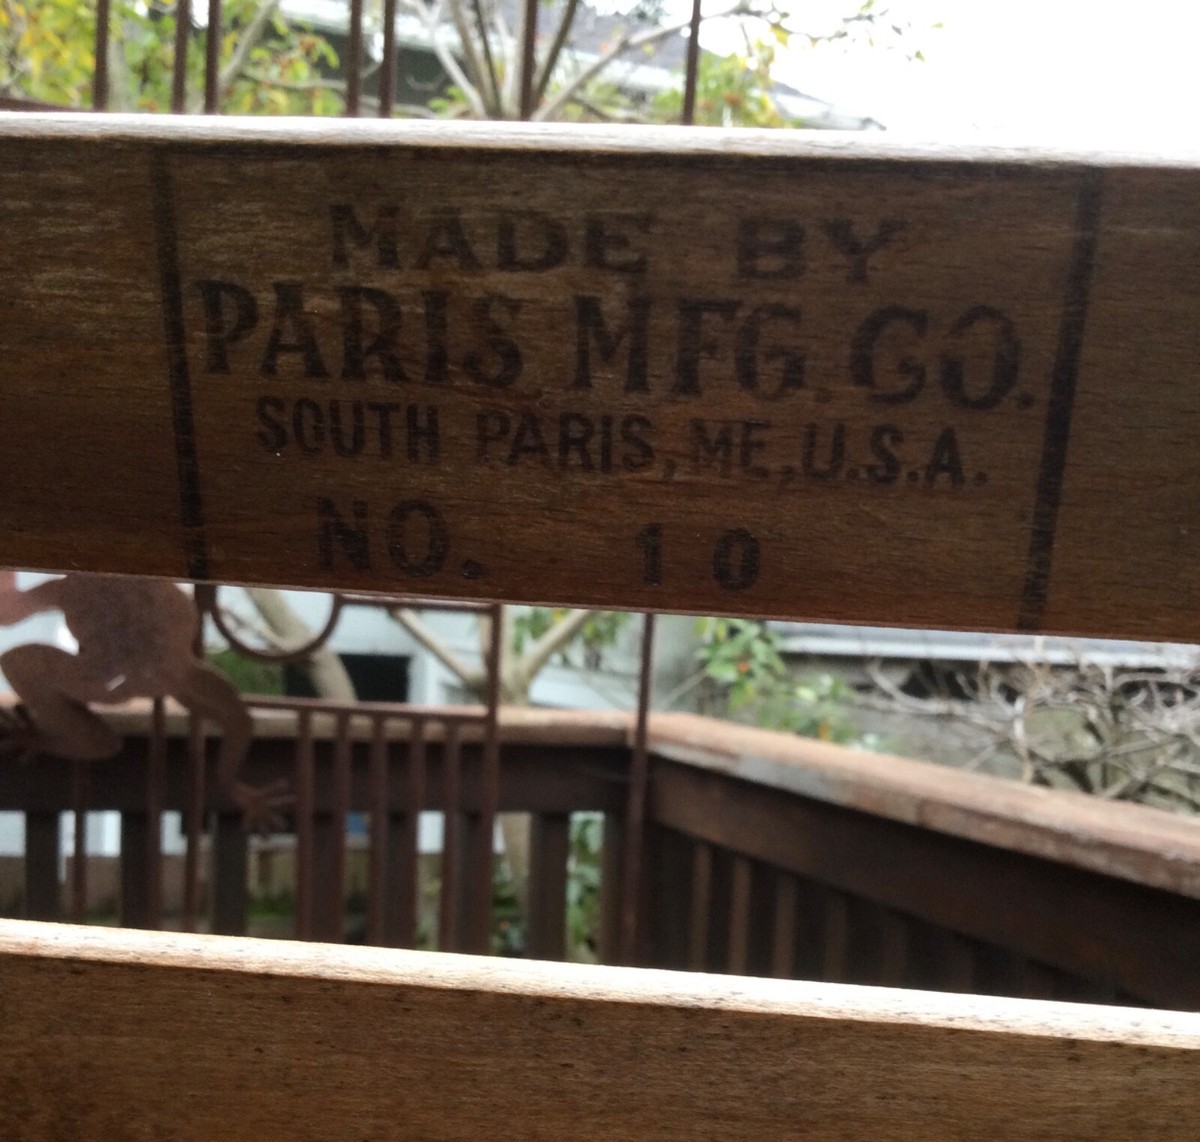 MADE BY
PARIS MFG. CO.
SOUTH PARIS, ME, U.S.A.
NO. 10